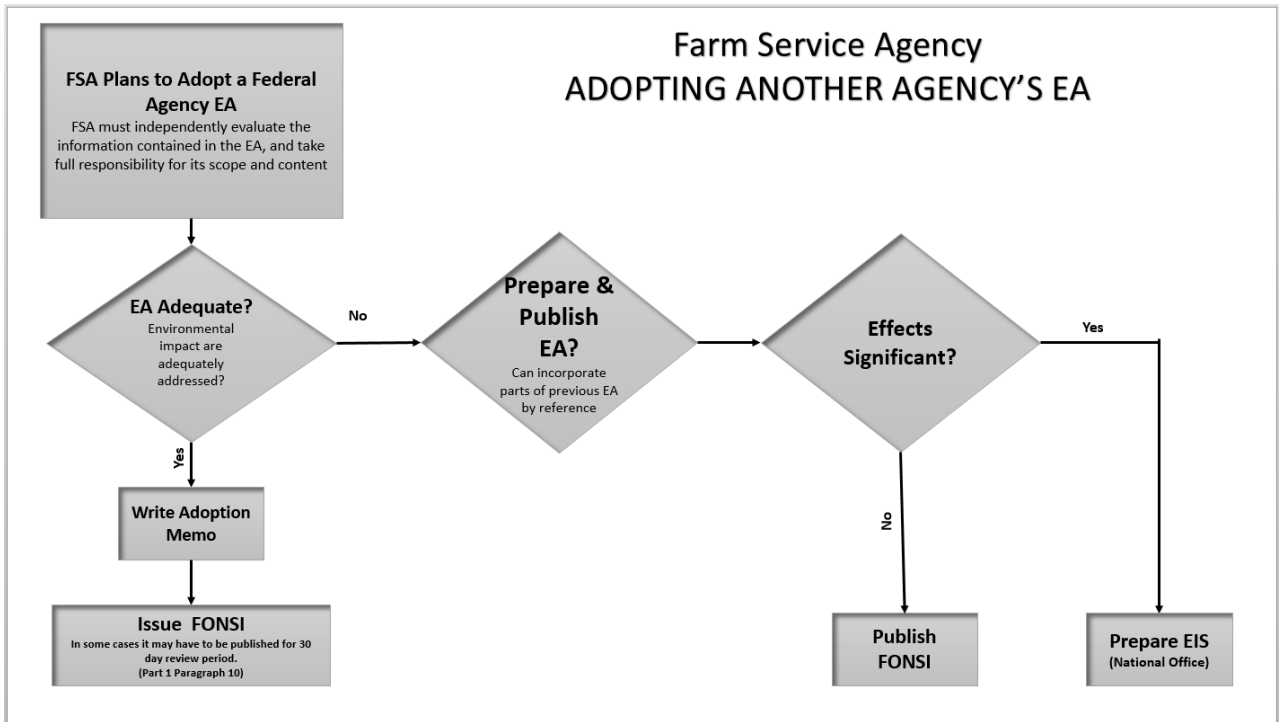 Farm Service Agency
ADOPTING ANOTHER AGENCY'S EA
FSA Plans to Adopt a Federal
Agency EA
FSA must independently evaluate the
information contained in the EA, and take
full responsibility for its scope and content
EA Adequate?
Environmental
impact are
adequately
addressed?
No
Prepare &
Publish
EA?
Can incorporate
parts of previous EA
by reference
Effects
Significant?
Yes
Yes
Write Adoption
Memo
No
Issue FONSI
In some cases it may have to be published for 30
day review period.
(Part 1 Paragraph 10)
Publish
FONSI
Prepare EIS
(National Office)